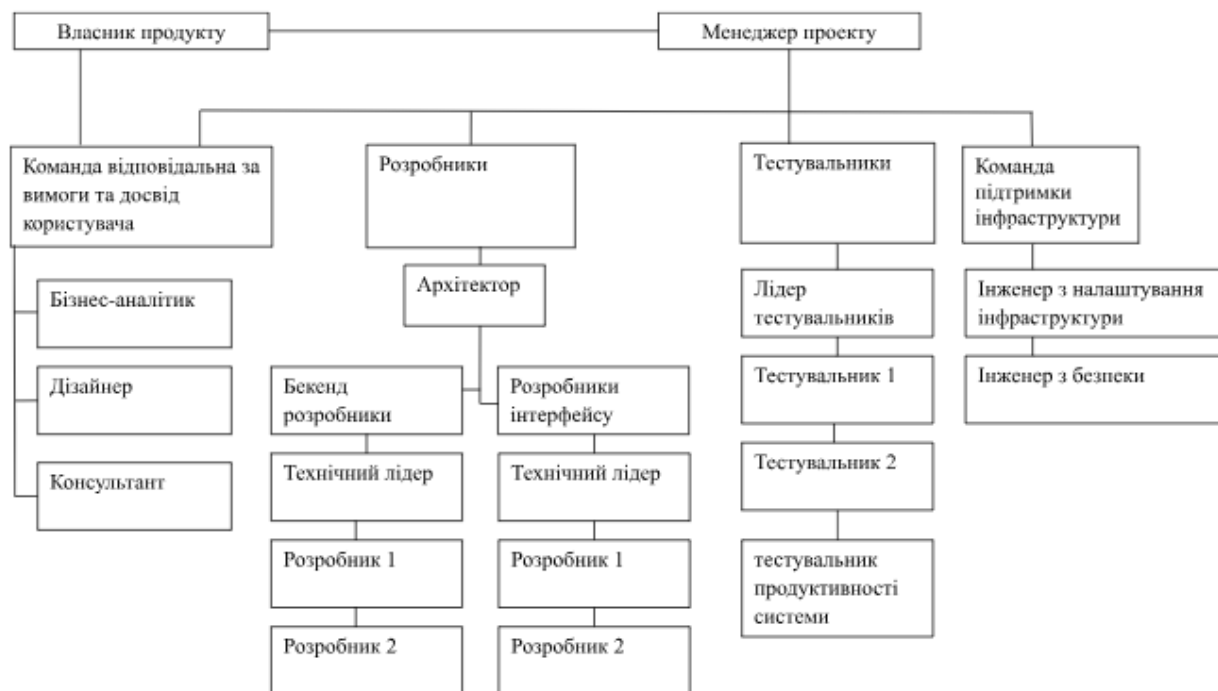 Власник продукту
Менеджер проекту
Команда відповідальна за
вимоги та досвід
користувача
Розробники
Тестувальники
Команда
підтримки
інфраструктури
Бізнес-аналітик
Дізайнер
Консультант
Архітектор
Бекенд
розробники
Розробники
інтерфейсу
Технічний лідер
Технічний лідер
Розробник 1
Розробник 1
Розробник 2
Розробник 2
Лідер
тестувальників
Тестувальник 1
Тестувальник 2
тестувальник
продуктивності
системи
Інженер з налаштування
інфраструктури
Інженер з безпеки